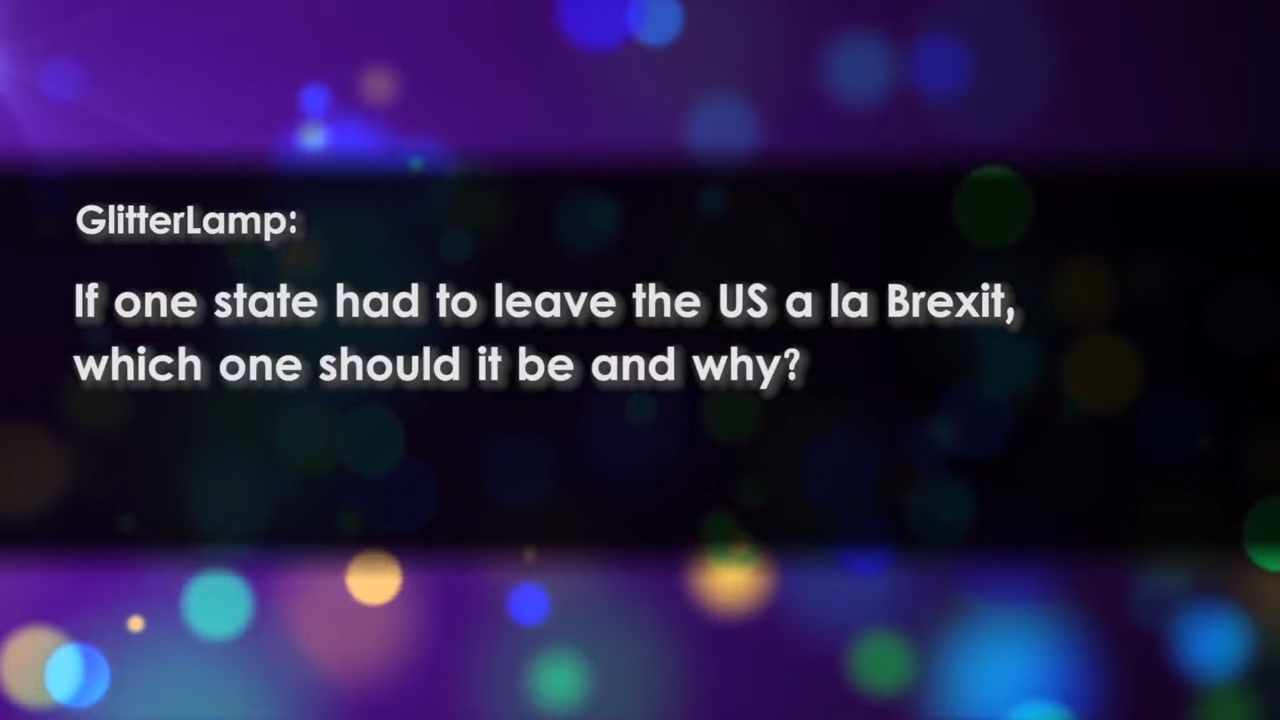 GlitterLamp:
If one state had to leave the US a la Brexit,
which one should it be and why?